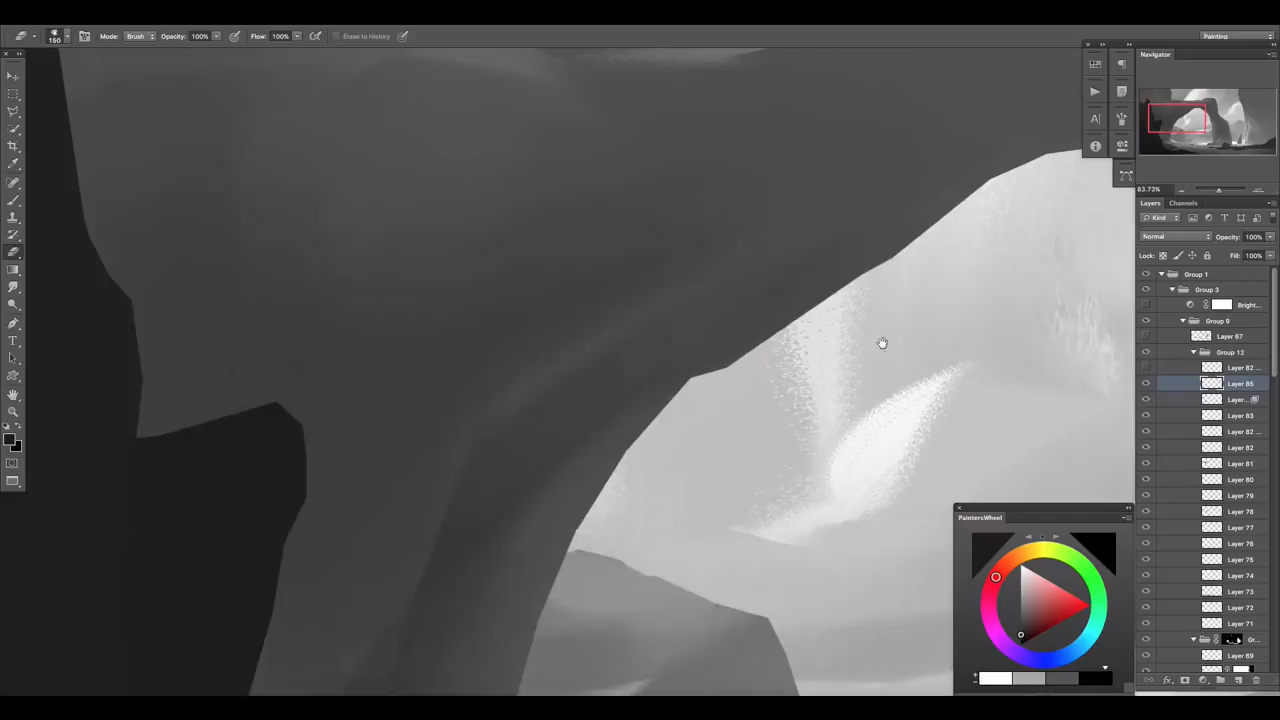 150 Mode: Brush Opacity: 100% Flow: 100% Erase to History Painting
Navigator
83.73%
Layers Channels
Kind
Normal Opacity: 100%
Lock: Fill: 100%
Group 1
Group 3
Bright...
Group 9
Layer 67
Group 12
Layer 82 ...
Layer 85
Layer...
Layer 83
Layer 82 ...
Layer 82
Layer 81
Layer 80
Layer 79
Layer 78
Layer 77
Layer 76
Layer 75
Layer 74
Layer 73
Layer 72
Layer 71
Gr...
Layer 69
PaintersWheel